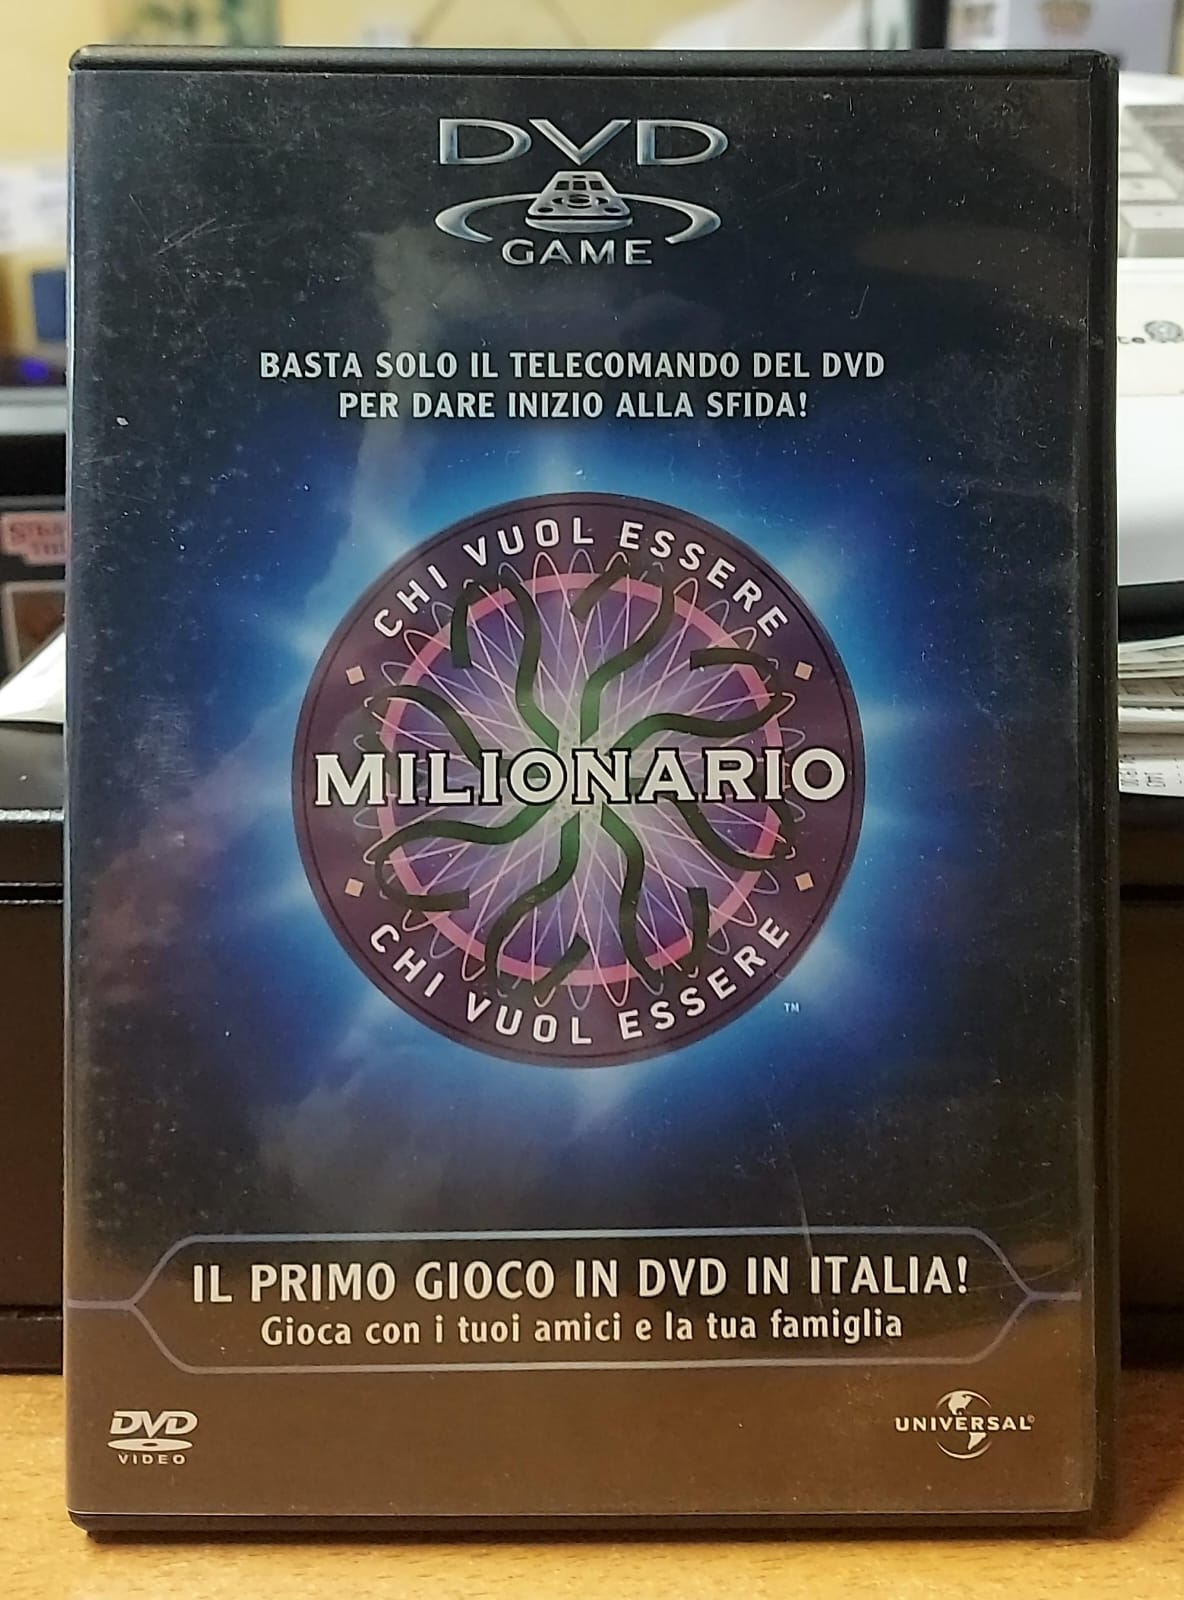 DVD
GAME
BASTA SOLO IL TELECOMANDO DEL DVD
PER DARE INIZIO ALLA SFIDA!
CHI VUOL ESSERE
MILIONARIO
CHI VUOL ESSERE
TM
IL PRIMO GIOCO IN DVD IN ITALIA!
Gioca con i tuoi amici e la tua famiglia
DVD
VIDEO
UNIVERSAL